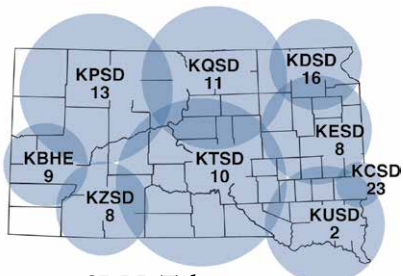 KPSD
13
KQSD
11
KDSD
16
KBHE
9
KTSD
10
KESD
8
KZSD
8
KCSD
23
KUSD
2